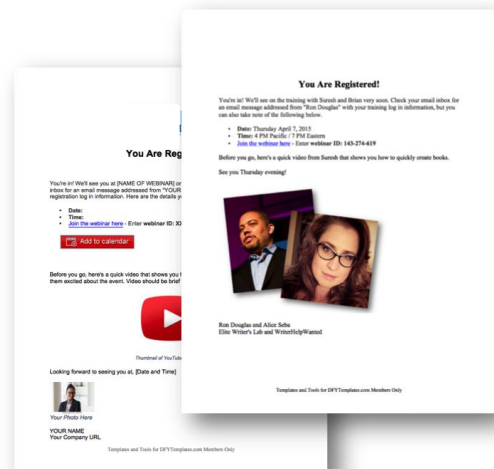 You Are Registered!
You're in! We'll see on the training with Suresh and Brian very soon. Check your email inbox for
an email message addressed from "Ron Douglas" with your training log in information, but you
can also take note of the following below.
• Date: Thursday April 7, 2015
• Time: 4 PM Pacific / 7 PM Eastern
• Join the webinar here - Enter webinar ID: 143-274-619
Before you go, here's a quick video from Suresh that shows you how to quickly create books.
See you Thursday evening!
Ron Douglas and Alice Seba
Elite Writer's Lab and WriterHelpWanted
Templates and Tools for DFYTemplates.com Members Only
You Are Reg
You're in! We'll see you at [NAME OF WEBINAR] or
inbox for an email message addressed from "YOUR
registration log in information. Here are the details y
• Date:
• Time:
• Join the webinar here - Enter webinar ID: XX
Add to calendar
Before you go, here's a quick video that shows you
them excited about the event. Video should be brief
Thumbnail of YouTube
Looking forward to seeing you at, [Date and Time]
Your Photo Here
YOUR NAME
Your Company URL
Templates and Tools for DFYTemplates.com Members Only